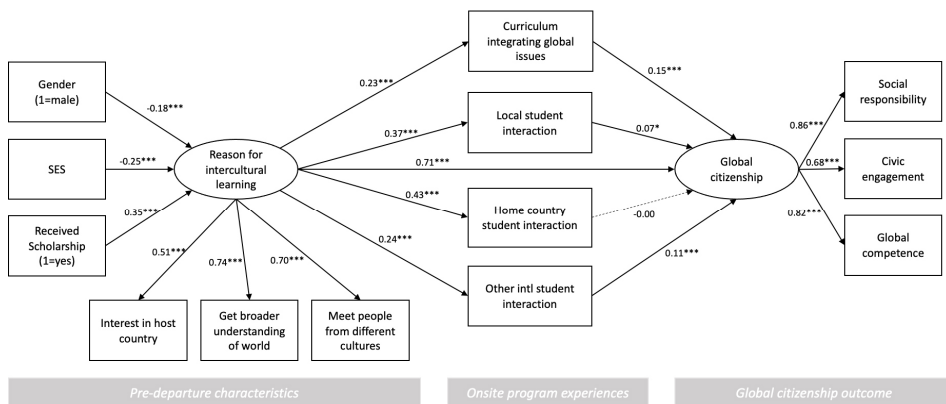 Gender
(1=male)
SES
Received
Scholarship
(1=yes)
-0.18***
-0.25***
0.35***
Reason for
intercultural
learning
0.51***
0.74***
0.70***
Interest in host
country
Get broader
understanding
of world
Meet people
from different
cultures
0.23***
0.37***
0.71***
0.43***
0.24***
Curriculum
integrating global
issues
Local student
interaction
Home country
student interaction
Other intl student
interaction
0.15***
0.07*
-0.00
0.11***
Global
citizenship
0.86***
0.68***
0.82***
Social
responsibility
Civic
engagement
Global
competence
Pre-departure characteristics
Onsite program experiences
Global citizenship outcome